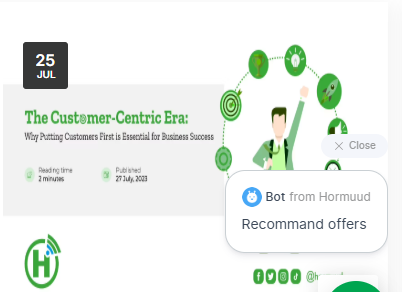 25
JUL
The Customer-Centric Era:
Why Putting Customers First is Essential for Business Success
Reading time
2 minutes
Published
27 July, 2023
Close
Bot from Hormuud
Recommand offers